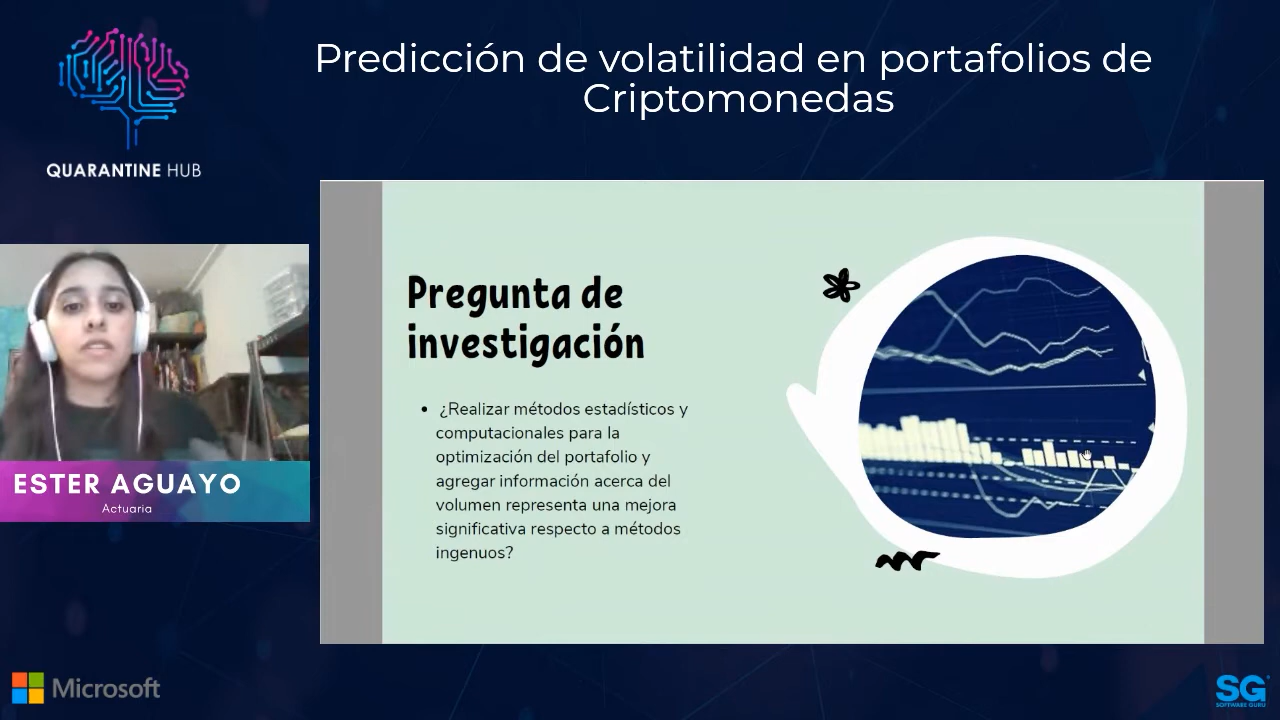 Predicción de volatilidad en portafolios de
Criptomonedas
QUARANTINE HUB
Pregunta de
investigación
• ¿Realizar métodos estadísticos y
computacionales para la
optimización del portafolio y
agregar información acerca del
volumen representa una mejora
significativa respecto a métodos
ingenuos?
ESTER AGUAYO
Actuaria
Microsoft
SG
SOFTWARE GURU